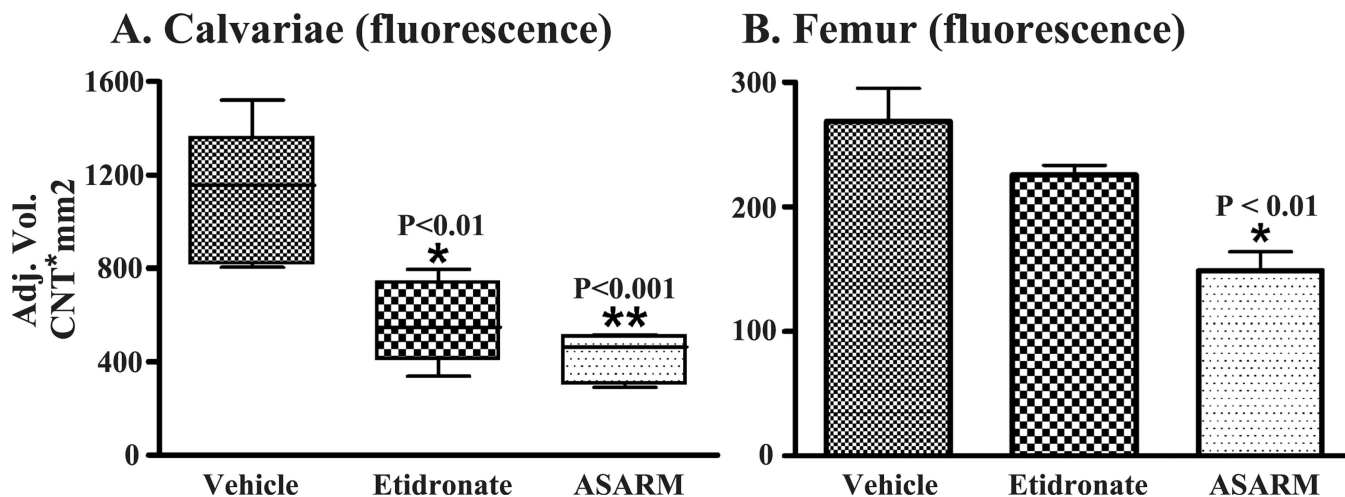 A. Calvariae (fluorescence)
Adj. Vol.
CNT*mm2
1600
1200
800
400
0
P<0.01
*
P<0.001
**
Vehicle
Etidronate
ASARM
B. Femur (fluorescence)
300
200
100
0
P < 0.01
*
Vehicle
Etidronate
ASARM